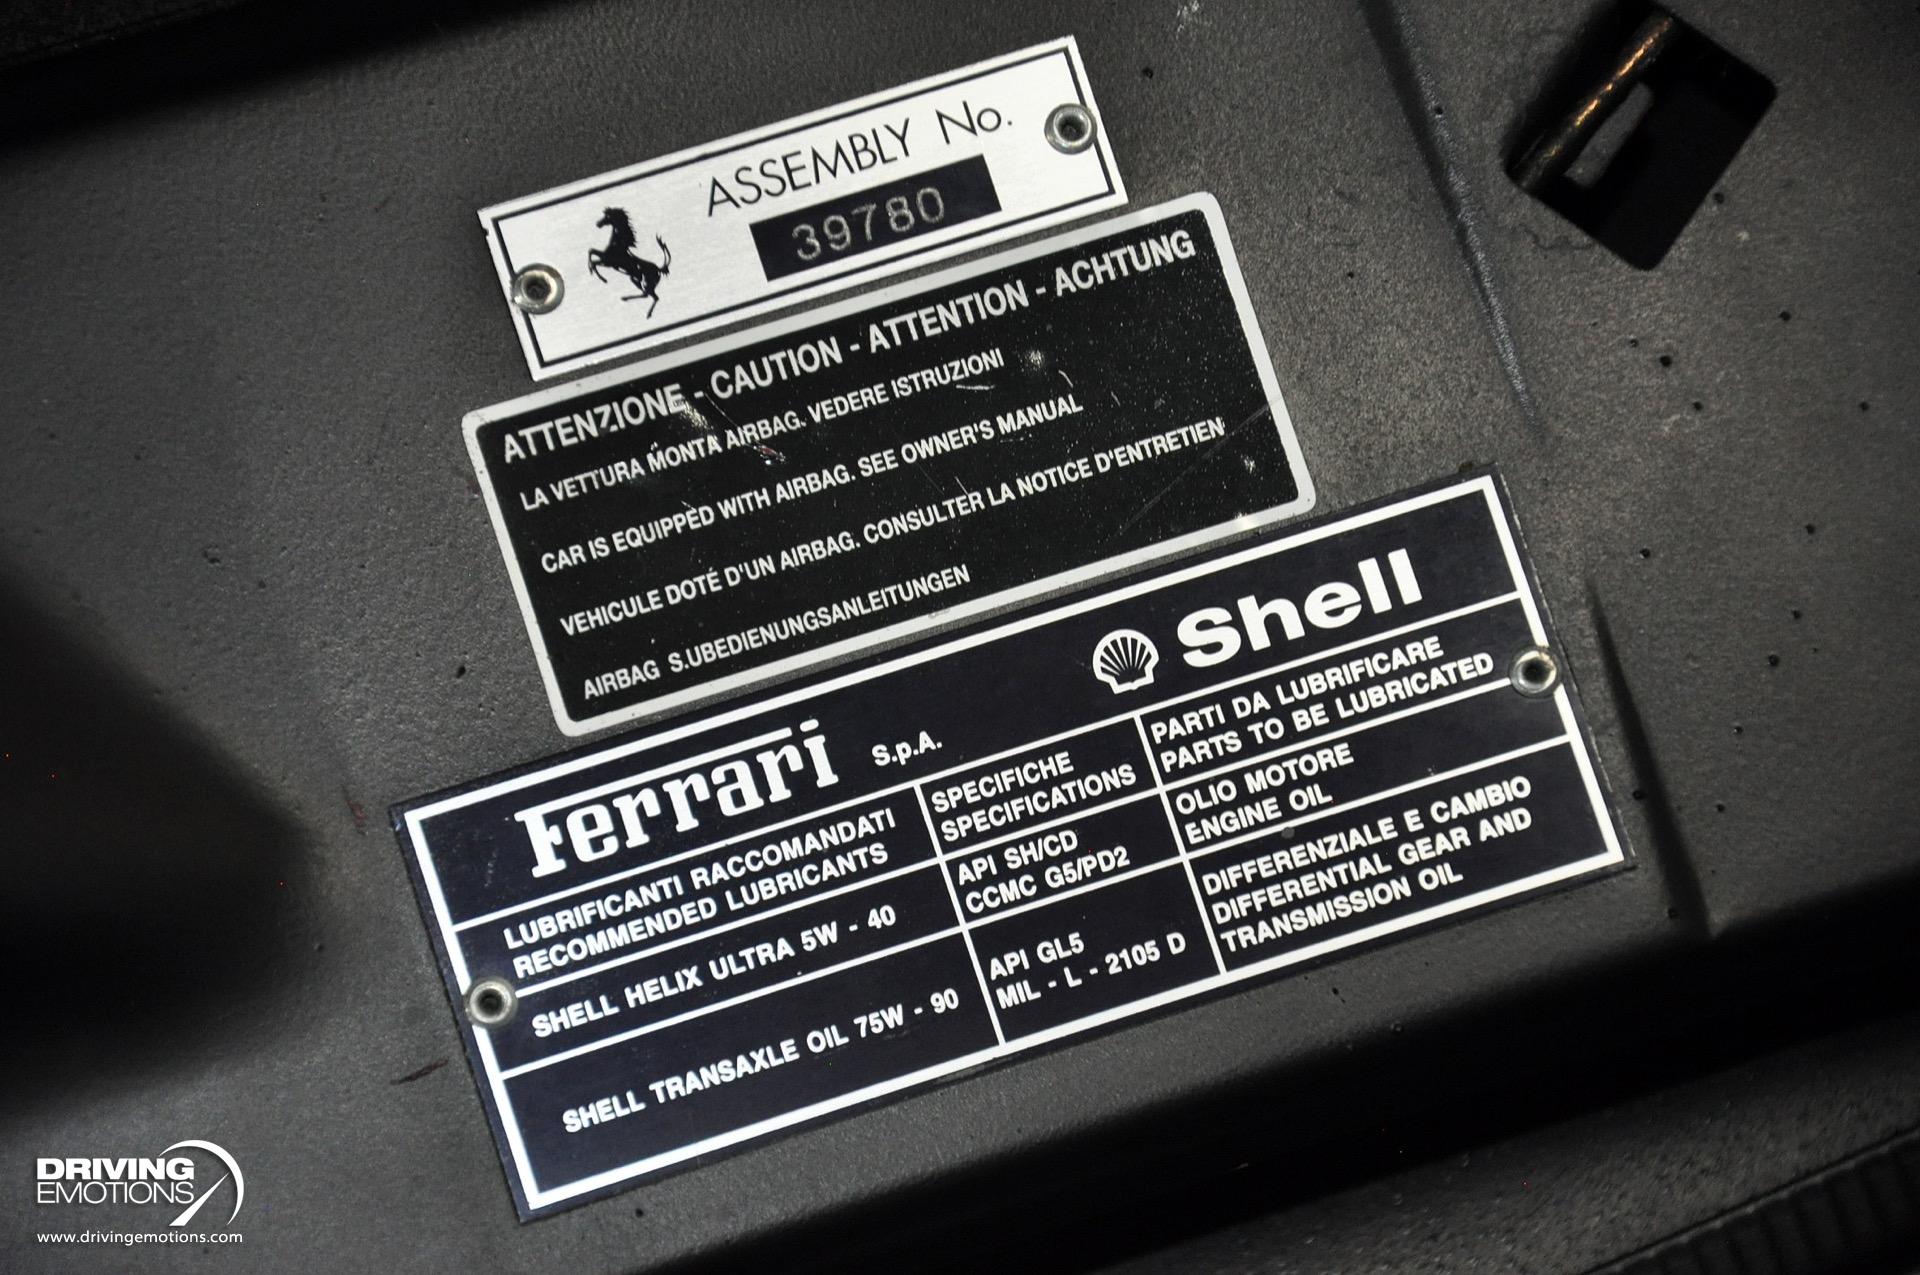 ASSEMBLY No.
39780
ATTENZIONE - CAUTION - ATTENTION - ACHTUNG
LA VETTURA MONTA AIRBAG. VEDERE ISTRUZIONI
CAR IS EQUIPPED WITH AIRBAG. SEE OWNER'S MANUAL
VEHICULE DOTÉ D'UN AIRBAG. CONSULTER LA NOTICE D'ENTRETIEN
AIRBAG S.UBEDIENUNGSANLEITUNGEN
Ferrari S.p.A.
Shell
LUBRIFICANTI RACCOMANDATI
RECOMMENDED LUBRICANTS
SPECIFICHE
SPECIFICATIONS
PARTI DA LUBRIFICARE
PARTS TO BE LUBRICATED
SHELL HELIX ULTRA 5W - 40
API SH/CD
CCMC G5/PD2
OLIO MOTORE
ENGINE OIL
SHELL TRANSAXLE OIL 75W - 90
API GL5
MIL - L - 2105 D
DIFFERENZIALE E CAMBIO
DIFFERENTIAL GEAR AND
TRANSMISSION OIL
DRIVING
EMOTIONS
www.drivingemotions.com